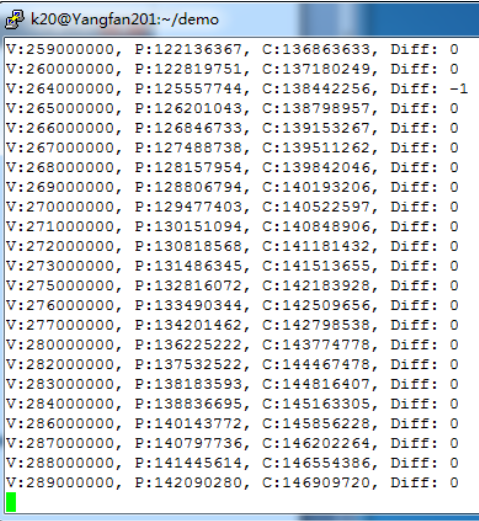 k20@Yangfan201:~/demo
V:259000000, P:122136367, C:136863633, Diff: 0
V:260000000, P:122819751, C:137180249, Diff: 0
V:264000000, P:125557744, C:138442256, Diff: -1
V:265000000, P:126201043, C:138798957, Diff: 0
V:266000000, P:126846733, C:139153267, Diff: 0
V:267000000, P:127488738, C:139511262, Diff: 0
V:268000000, P:128157954, C:139842046, Diff: 0
V:269000000, P:128806794, C:140193206, Diff: 0
V:270000000, P:129477403, C:140522597, Diff: 0
V:271000000, P:130151094, C:140848906, Diff: 0
V:272000000, P:130818568, C:141181432, Diff: 0
V:273000000, P:131486345, C:141513655, Diff: 0
V:275000000, P:132816072, C:142183928, Diff: 0
V:276000000, P:133490344, C:142509656, Diff: 0
V:277000000, P:134201462, C:142798538, Diff: 0
V:280000000, P:136225222, C:143774778, Diff: 0
V:282000000, P:137532522, C:144467478, Diff: 0
V:283000000, P:138183593, C:144816407, Diff: 0
V:284000000, P:138836695, C:145163305, Diff: 0
V:286000000, P:140143772, C:145856228, Diff: 0
V:287000000, P:140797736, C:146202264, Diff: 0
V:288000000, P:141445614, C:146554386, Diff: 0
V:289000000, P:142090280, C:146909720, Diff: 0